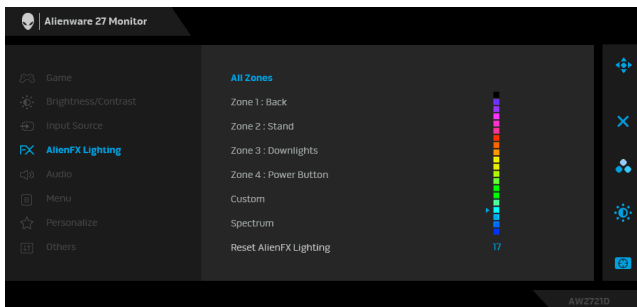 Alienware 27 Monitor
Game
Brightness/Contrast
Input Source
FX AlienFX Lighting
Audio
Menu
Personalize
Others
All Zones
Zone 1 : Back
Zone 2 : Stand
Zone 3 : Downlights
Zone 4 : Power Button
Custom
Spectrum
Reset AlienFX Lighting
17
AW2721D